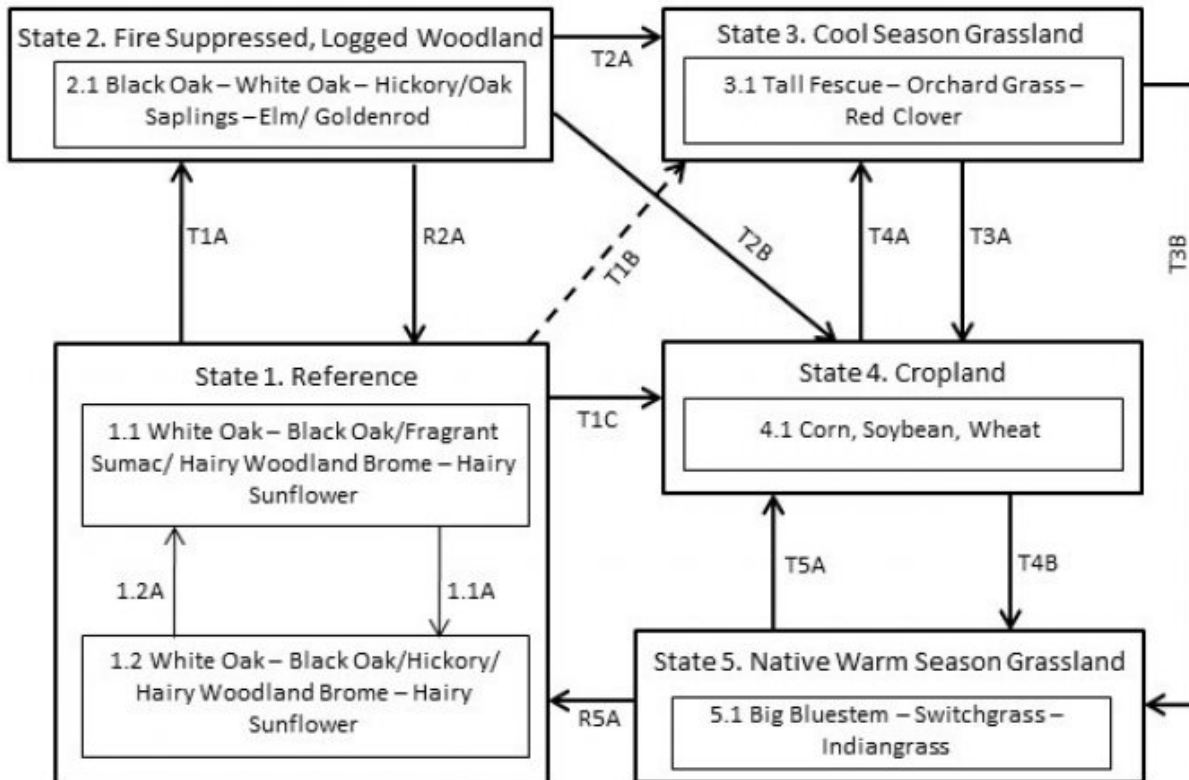 State 2. Fire Suppressed, Logged Woodland
2.1 Black Oak – White Oak – Hickory/Oak
Saplings –Elm/ Goldenrod
T2A
State 3. Cool Season Grassland
3.1 Tall Fescue – Orchard Grass –
Red Clover
T1A
R2A
T1B
T2B
T4A
T3A
T3B
State 1. Reference
1.1 White Oak – Black Oak/Fragrant
Sumac/ Hairy Woodland Brome – Hairy
Sunflower
1.2A
1.1A
1.2 White Oak – Black Oak/Hickory/
Hairy Woodland Brome – Hairy
Sunflower
T1C
State 4. Cropland
4.1 Corn, Soybean, Wheat
T5A
T4B
R5A
State 5. Native Warm Season Grassland
5.1 Big Bluestem – Switchgrass –
Indiangrass